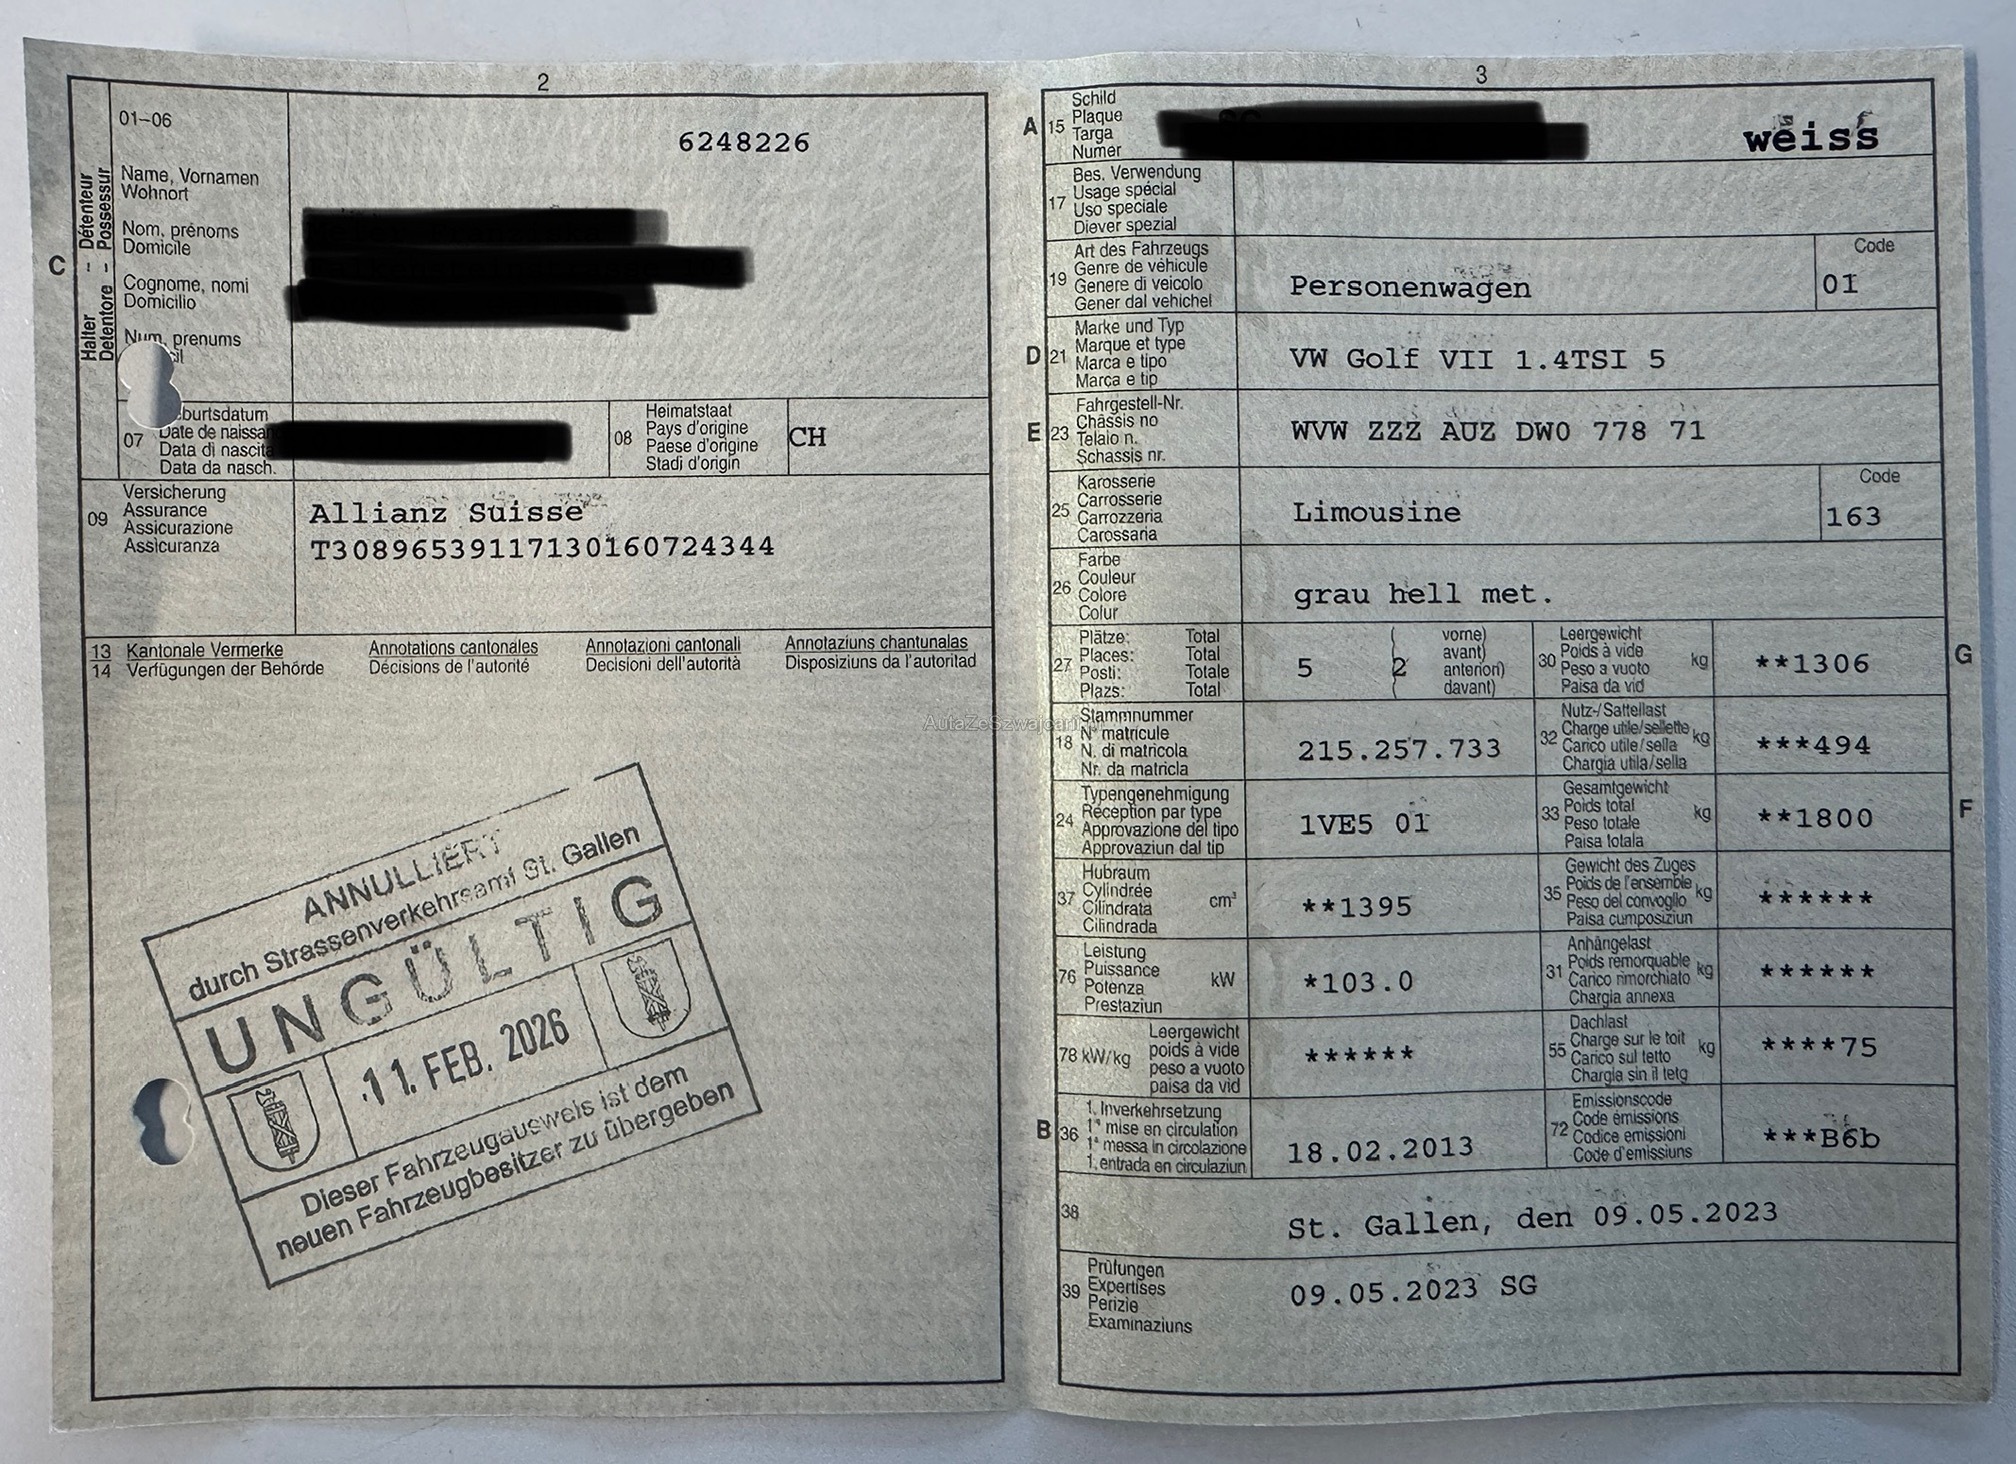 2
01–06
6248226
Name, Vornamen
Wohnort
Nom, prénoms
Domicile
Cognome, nomi
Domicilio
Num, prenums
C
Halter - Détenteur
Detentore - Possessur
07
Date de naissan
Data di nascita
Data da nasch.
08
Heimatstaat
Pays d'origine
Paese d'origine
Stadi d'origin
CH
09
Versicherung
Assurance
Assicurazione
Assicuranza
Allianz Suisse
T30896539117130160724344
13 Kantonale Vermerke Annotations cantonales Annotazioni cantonali Annotaziuns chantunalas
14 Verfügungen der Behörde Décisions de l'autorité Decisioni dell'autorità Disposiziuns da l'autoritad
ANNULLIERT
durch Strassenverkehrsamt St. Gallen
UNGÜLTIG
11. FEB. 2026
Dieser Fahrzeugausweis ist dem
neuen Fahrzeugbesitzer zu übergeben
3
A 15
Schild
Plaque
Targa
Numer
weiss
17
Bes. Verwendung
Usage spécial
Uso speciale
Diever spezial
19
Art des Fahrzeugs
Genre de véhicule
Genere di veicolo
Gener dal vehichel
Personenwagen
Code
01
D 21
Marke und Typ
Marque et type
Marca e tipo
Marca e tip
VW Golf VII 1.4TSI 5
E 23
Fahrgestell-Nr.
Châssis no
Telaio n.
Schassis nr.
WVW ZZZ AUZ DW0 778 71
25
Karosserie
Carrosserie
Carrozzeria
Carossaria
Limousine
Code
163
26
Farbe
Couleur
Colore
Colur
grau hell met.
27
Plätze: Total
Places: Total
Posti: Totale
Plazs: Total
5
2
( vorne)
avant)
anteriori)
( davant)
30
Leergewicht
Poids à vide
Peso a vuoto
Paisa da vid
kg
**1306
G
18
Stammnummer
N° matricule
N. di matricola
Nr. da matricla
215.257.733
32
Nutz-/Sattellast
Charge utile/sellette
Carico utile/sella
Chargia utila/sella
kg
***494
24
Typengenehmigung
Réception par type
Approvazione del tipo
Approvaziun dal tip
1VE5 01
33
Gesamtgewicht
Poids total
Peso totale
Paisa totala
kg
**1800
F
37
Hubraum
Cylindrée
Cilindrata
Cilindrada
cm³
**1395
35
Gewicht des Zuges
Poids de l'ensemble
Peso del convoglio
Paisa cumposiziun
kg
******
76
Leistung
Puissance
Potenza
Prestaziun
kW
*103.0
31
Anhängelast
Poids remorquable
Carico rimorchiato
Chargia annexa
kg
******
78 kW/kg
Leergewicht
poids à vide
peso a vuoto
paisa da vid
******
55
Dachlast
Charge sur le toit
Carico sul tetto
Chargia sin il tetg
kg
****75
B 36
1. Inverkehrsetzung
1ᵉ mise en circulation
1ª messa in circolazione
1. entrada en circulaziun
18.02.2013
72
Emissionscode
Code émissions
Codice emissioni
Code d'emissiuns
***B6b
38
St. Gallen, den 09.05.2023
39
Prüfungen
Expertises
Perizie
Examinaziuns
09.05.2023 SG